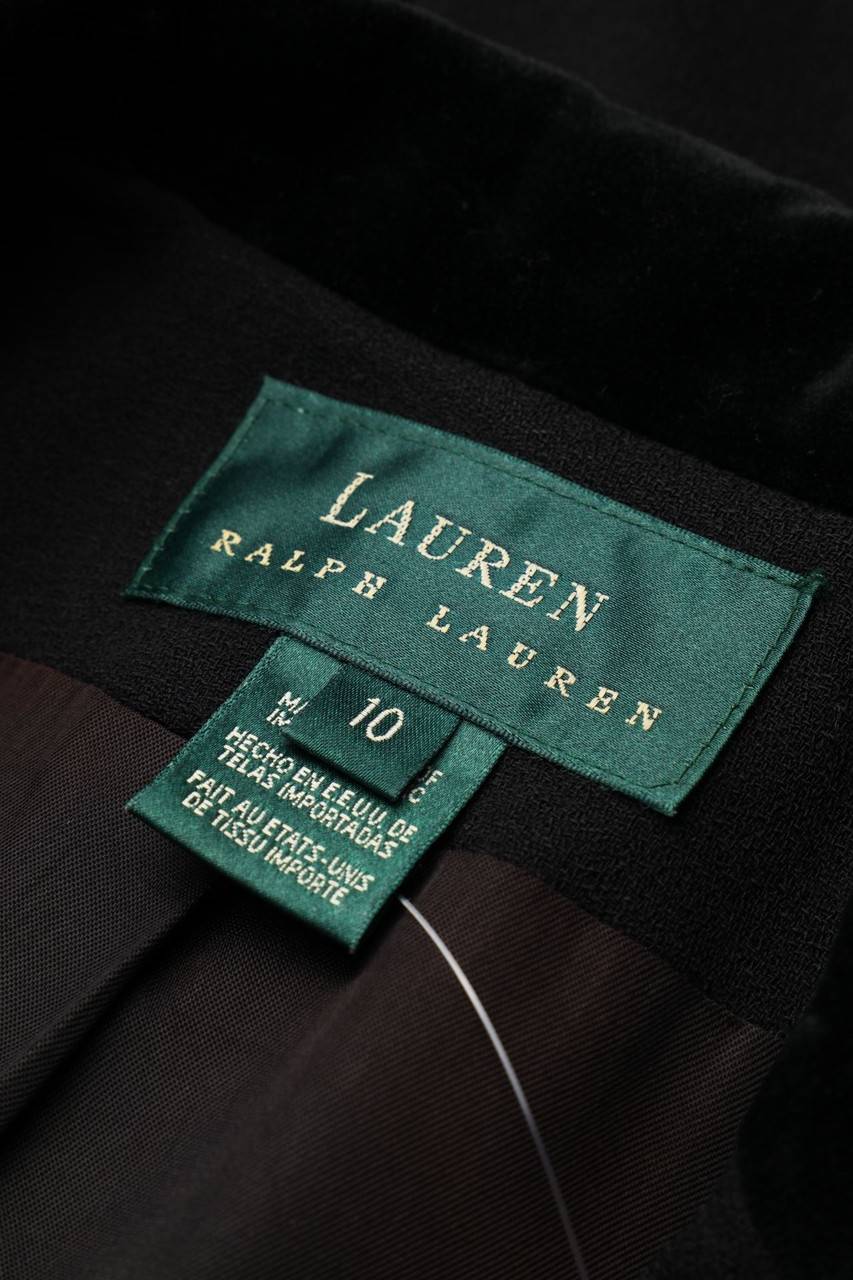 LAUREN
RALPH LAUREN
10
HECHO EN E.E.U.U. DE
TELAS IMPORTADAS
FAIT AU ETATS-UNIS
DE TISSU IMPORTE